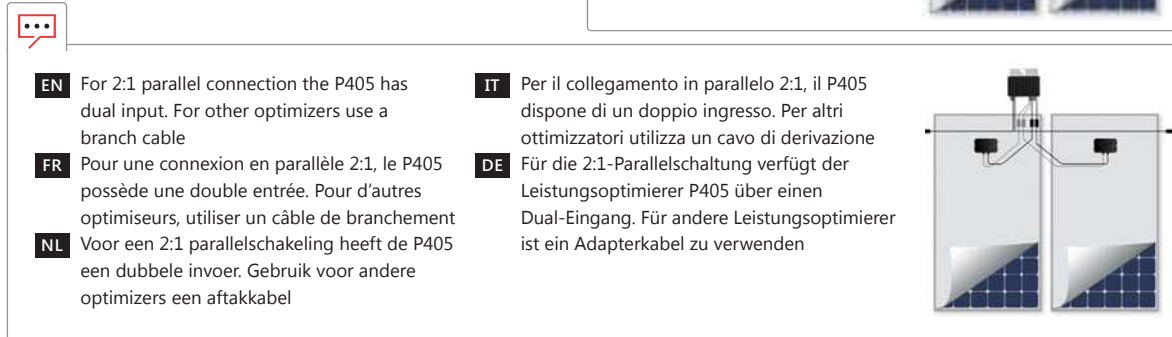 EN For 2:1 parallel connection the P405 has
dual input. For other optimizers use a
branch cable
FR Pour une connexion en parallèle 2:1, le P405
possède une double entrée. Pour d'autres
optimiseurs, utiliser un câble de branchement
NL Voor een 2:1 parallelschakeling heeft de P405
een dubbele invoer. Gebruik voor andere
optimizers een aftakkabel
IT Per il collegamento in parallelo 2:1, il P405
dispone di un doppio ingresso. Per altri
ottimizzatori utilizza un cavo di derivazione
DE Für die 2:1-Parallelschaltung verfügt der
Leistungsoptimierer P405 über einen
Dual-Eingang. Für andere Leistungsoptimierer
ist ein Adapterkabel zu verwenden